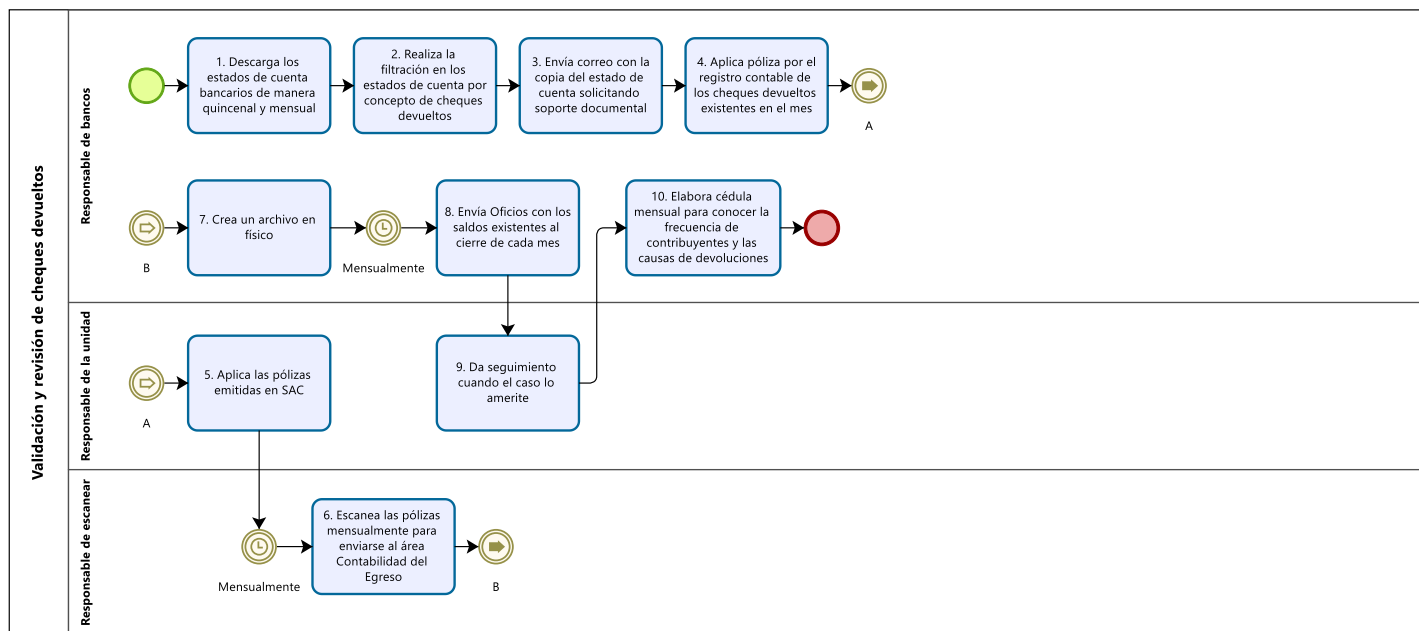 Validación y revisión de cheques devueltos
Responsable de bancos
1. Descarga los
estados de cuenta
bancarios de manera
quincenal y mensual
2. Realiza la
filtración en los
estados de cuenta por
concepto de cheques
devueltos
3. Envía correo con la
copia del estado de
cuenta solicitando
soporte documental
4. Aplica póliza por el
registro contable de
los cheques devueltos
existentes en el mes
A
B
7. Crea un archivo en
físico
Mensualmente
8. Envía Oficios con los
saldos existentes al
cierre de cada mes
10. Elabora cédula
mensual para conocer la
frecuencia de
contribuyentes y las
causas de devoluciones
Responsable de la unidad
A
5. Aplica las pólizas
emitidas en SAC
9. Da seguimiento
cuando el caso lo
amerite
Responsable de escanear
Mensualmente
6. Escanea las pólizas
mensualmente para
enviarse al área
Contabilidad del
Egreso
B